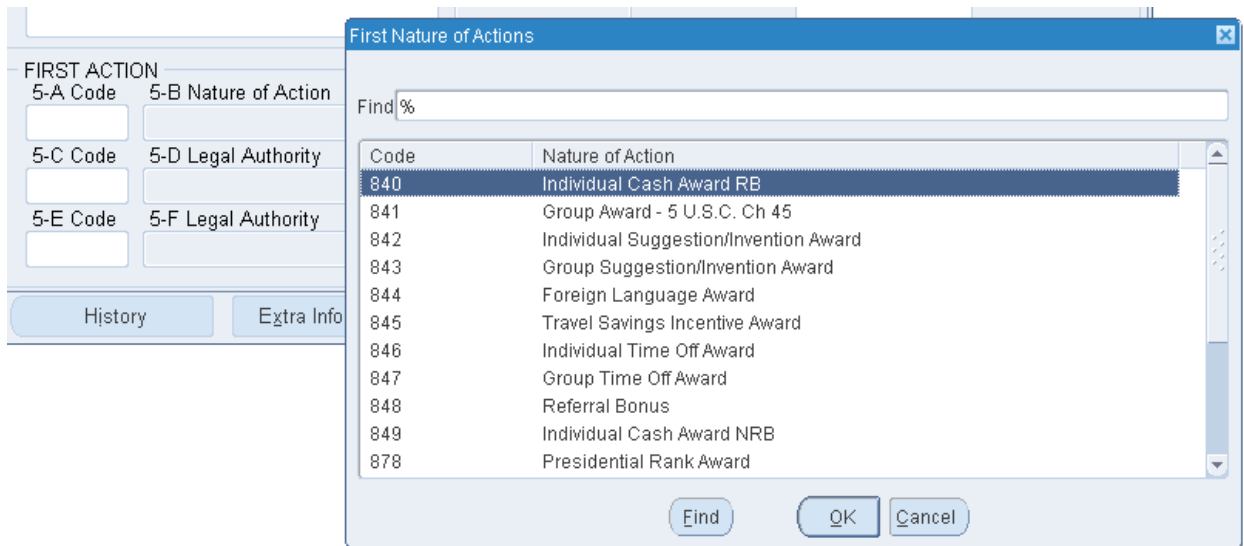 First Nature of Actions
FIRST ACTION
5-A Code 5-B Nature of Action
5-C Code 5-D Legal Authority
5-E Code 5-F Legal Authority
History Extra Info
Find %
Code Nature of Action
840 Individual Cash Award RB
841 Group Award - 5 U.S.C. Ch 45
842 Individual Suggestion/Invention Award
843 Group Suggestion/Invention Award
844 Foreign Language Award
845 Travel Savings Incentive Award
846 Individual Time Off Award
847 Group Time Off Award
848 Referral Bonus
849 Individual Cash Award NRB
878 Presidential Rank Award
Find OK Cancel